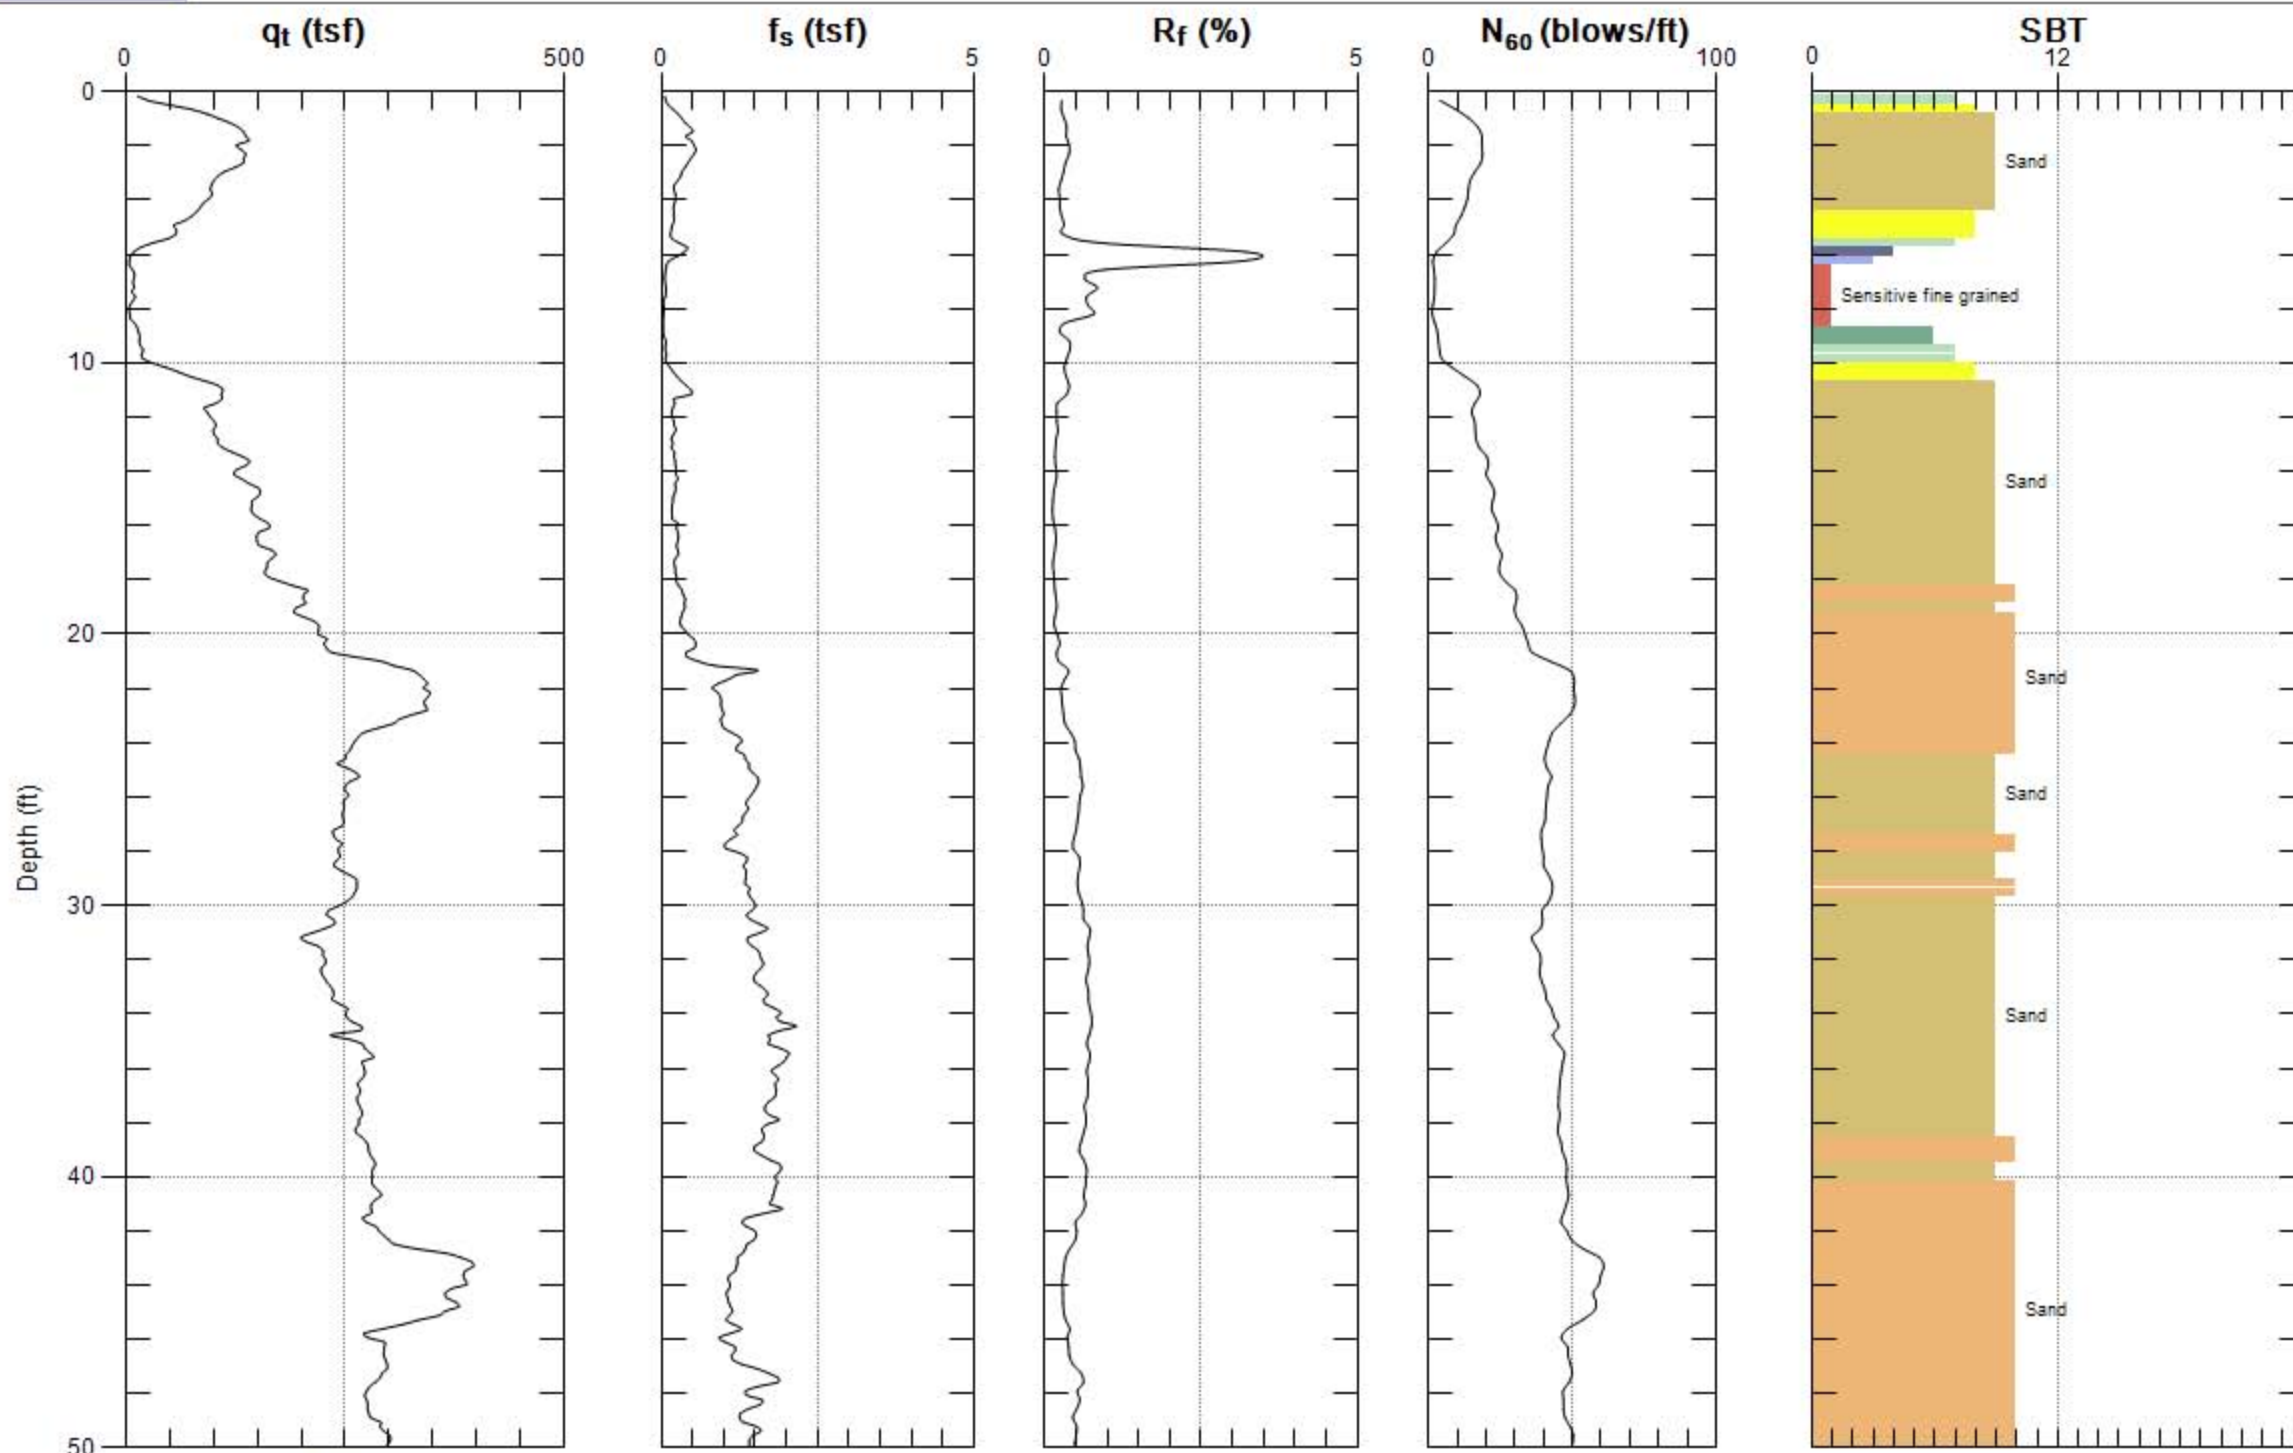 qt (tsf)
fs (tsf)
Rf (%)
N60 (blows/ft)
SBT
0
500
0
5
0
5
0
100
0
12
0
Sand
Sensitive fine grained
10
Sand
20
Sand
Sand
Depth (ft)
30
Sand
40
Sand
50